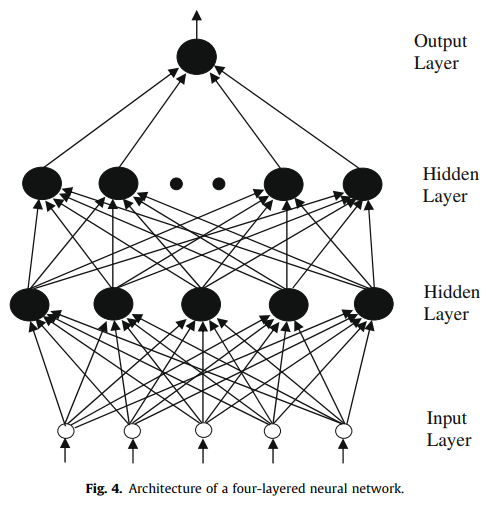 Output
Layer
Hidden
Layer
Hidden
Layer
Input
Layer
Fig. 4. Architecture of a four-layered neural network.